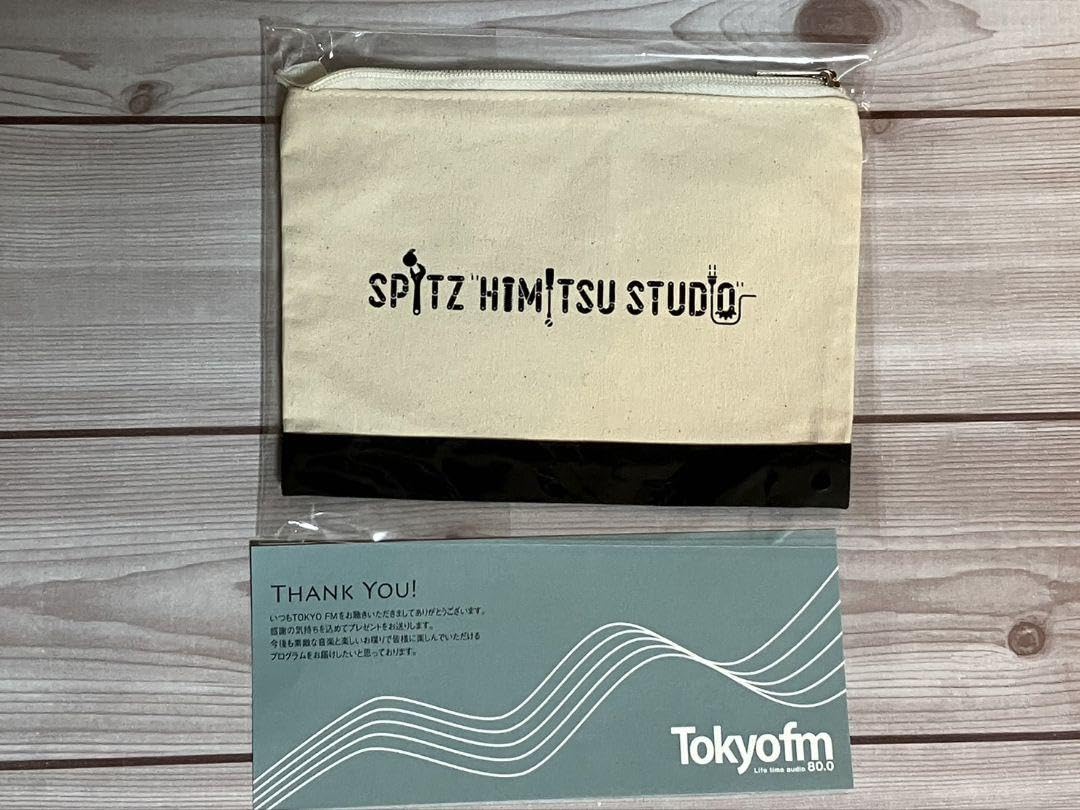 SPITZ "HIMITSU STUDIO"
THANK YOU!
いつもTOKYO FMをお聴きいただきましてありがとうございます。
感謝の気持ちを込めてプレゼントをお送りします。
今後も素敵な音楽と楽しいお喋りで皆様に楽しんでいただける
プログラムをお届けしたいと思っております。
Tokyofm
Life time audio 80.0